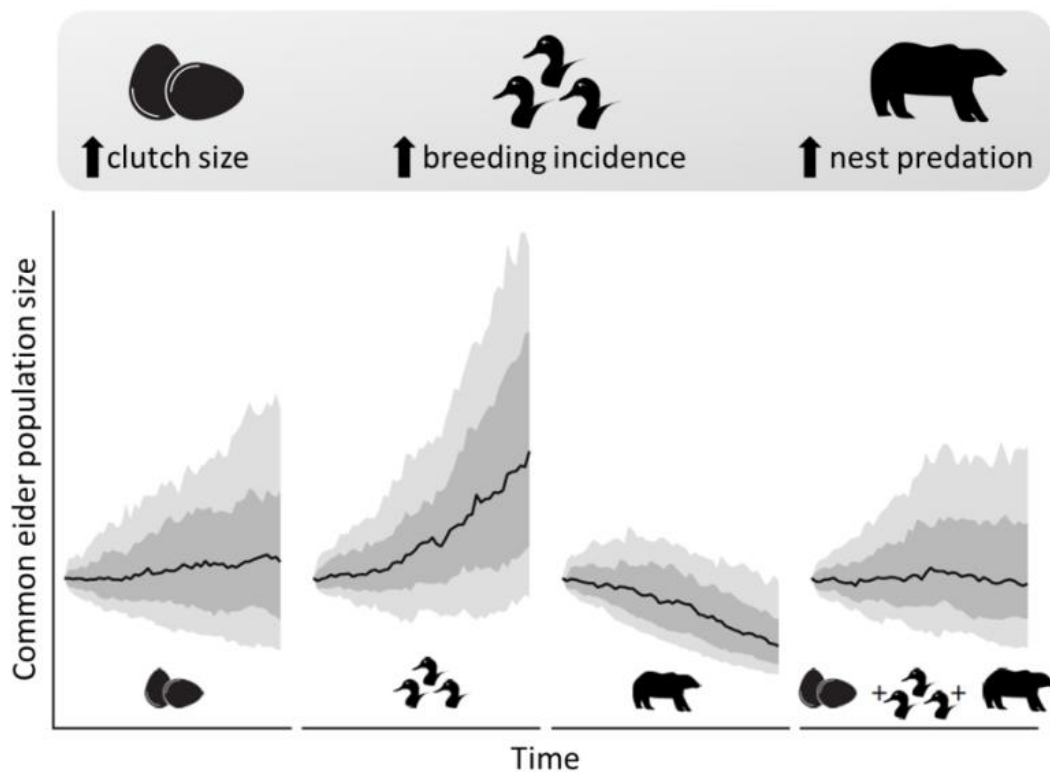 clutch size
breeding incidence
nest predation
Common eider population size
+ +
Time